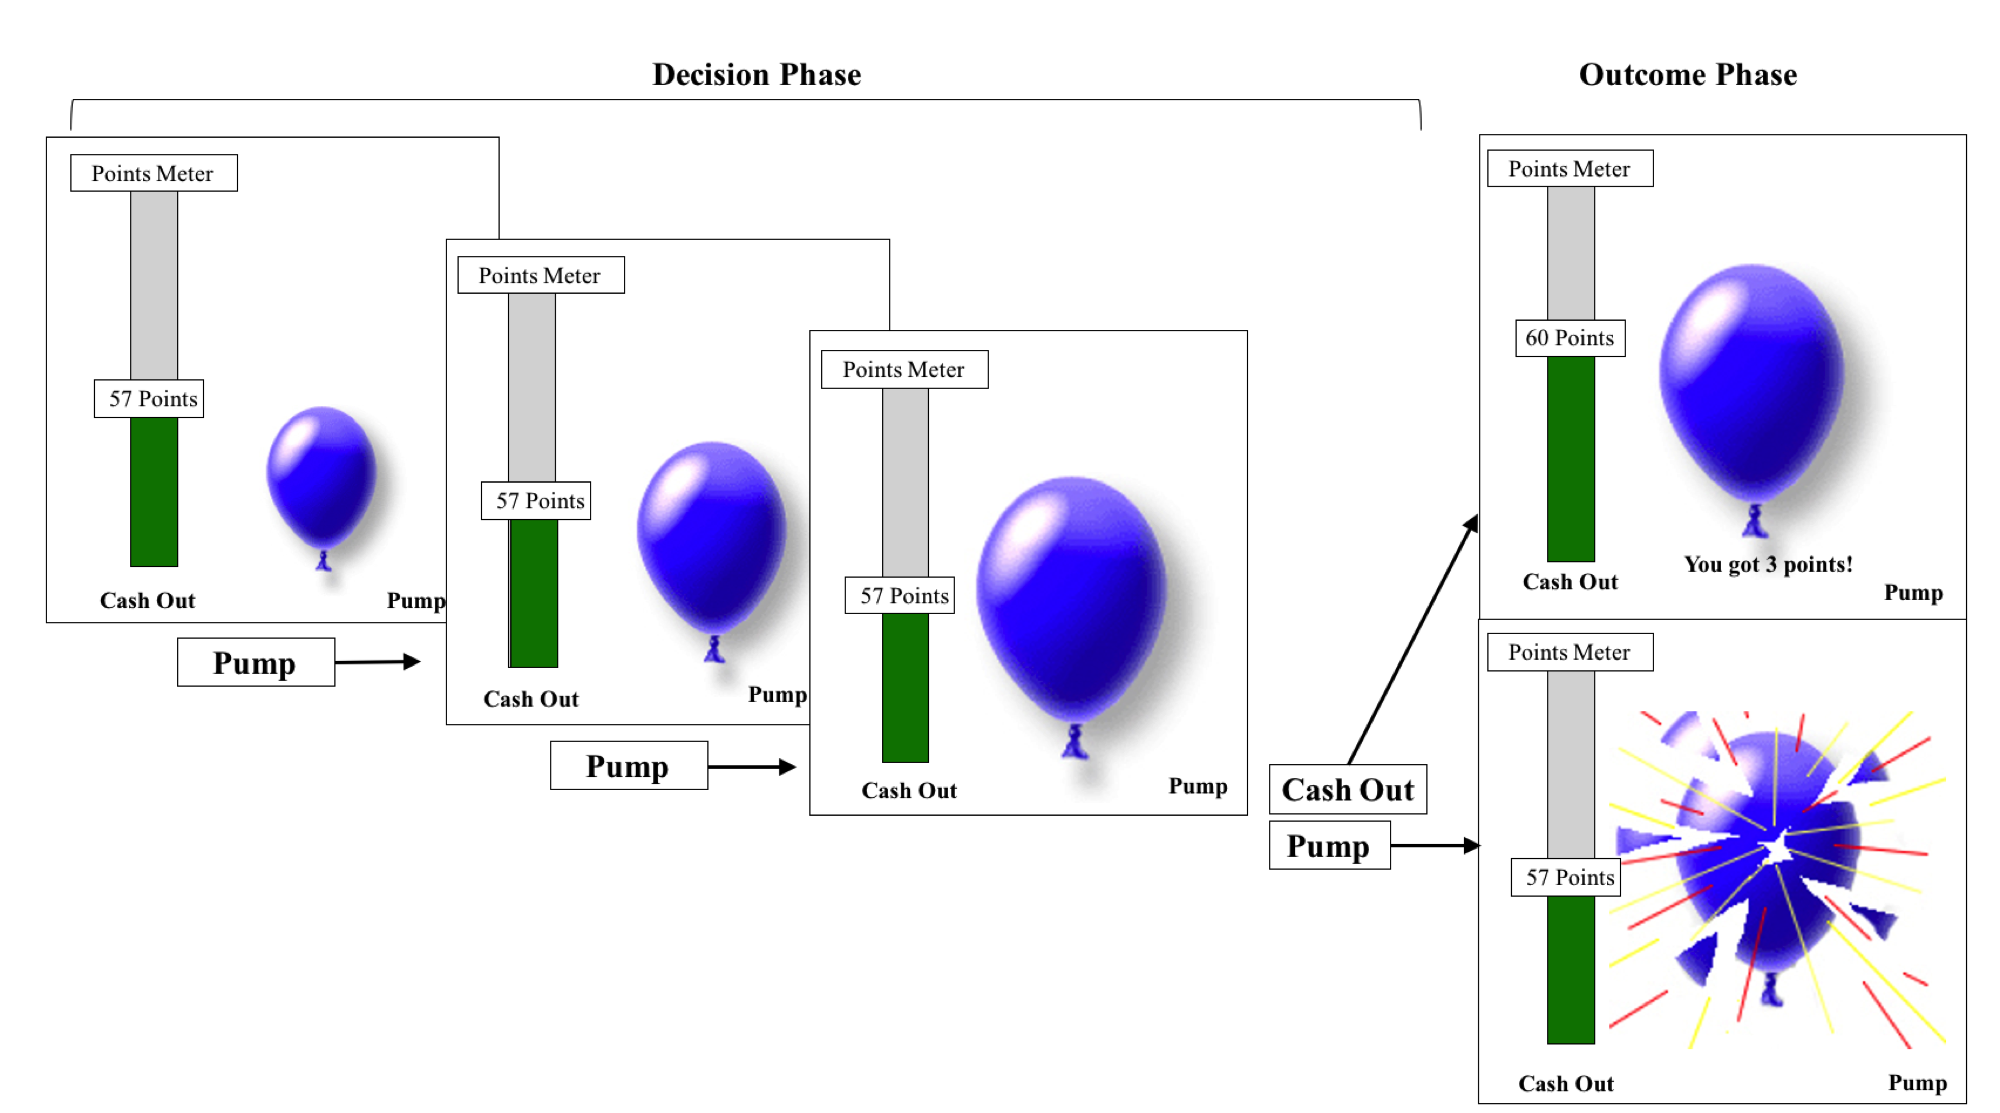 Decision Phase
Outcome Phase
Points Meter
57 Points
Cash Out
Pump
Pump
Points Meter
57 Points
Cash Out
Pump
Pump
Points Meter
57 Points
Cash Out
Pump
Cash Out
Pump
Points Meter
60 Points
You got 3 points!
Cash Out
Pump
Points Meter
57 Points
Cash Out
Pump